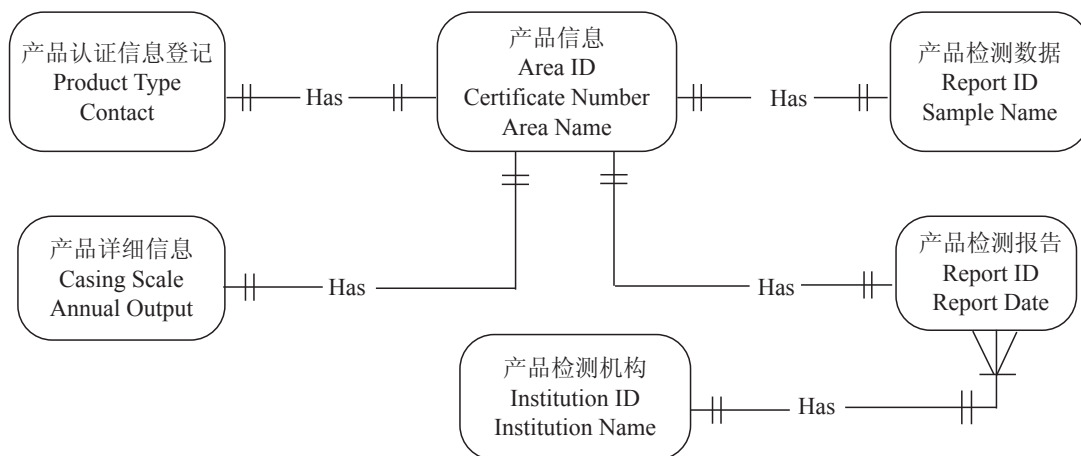 产品认证信息登记
Product Type
Contact
Has
产品信息
Area ID
Certificate Number
Area Name
Has
产品检测数据
Report ID
Sample Name
产品详细信息
Casing Scale
Annual Output
Has
Has
产品检测报告
Report ID
Report Date
产品检测机构
Institution ID
Institution Name
Has